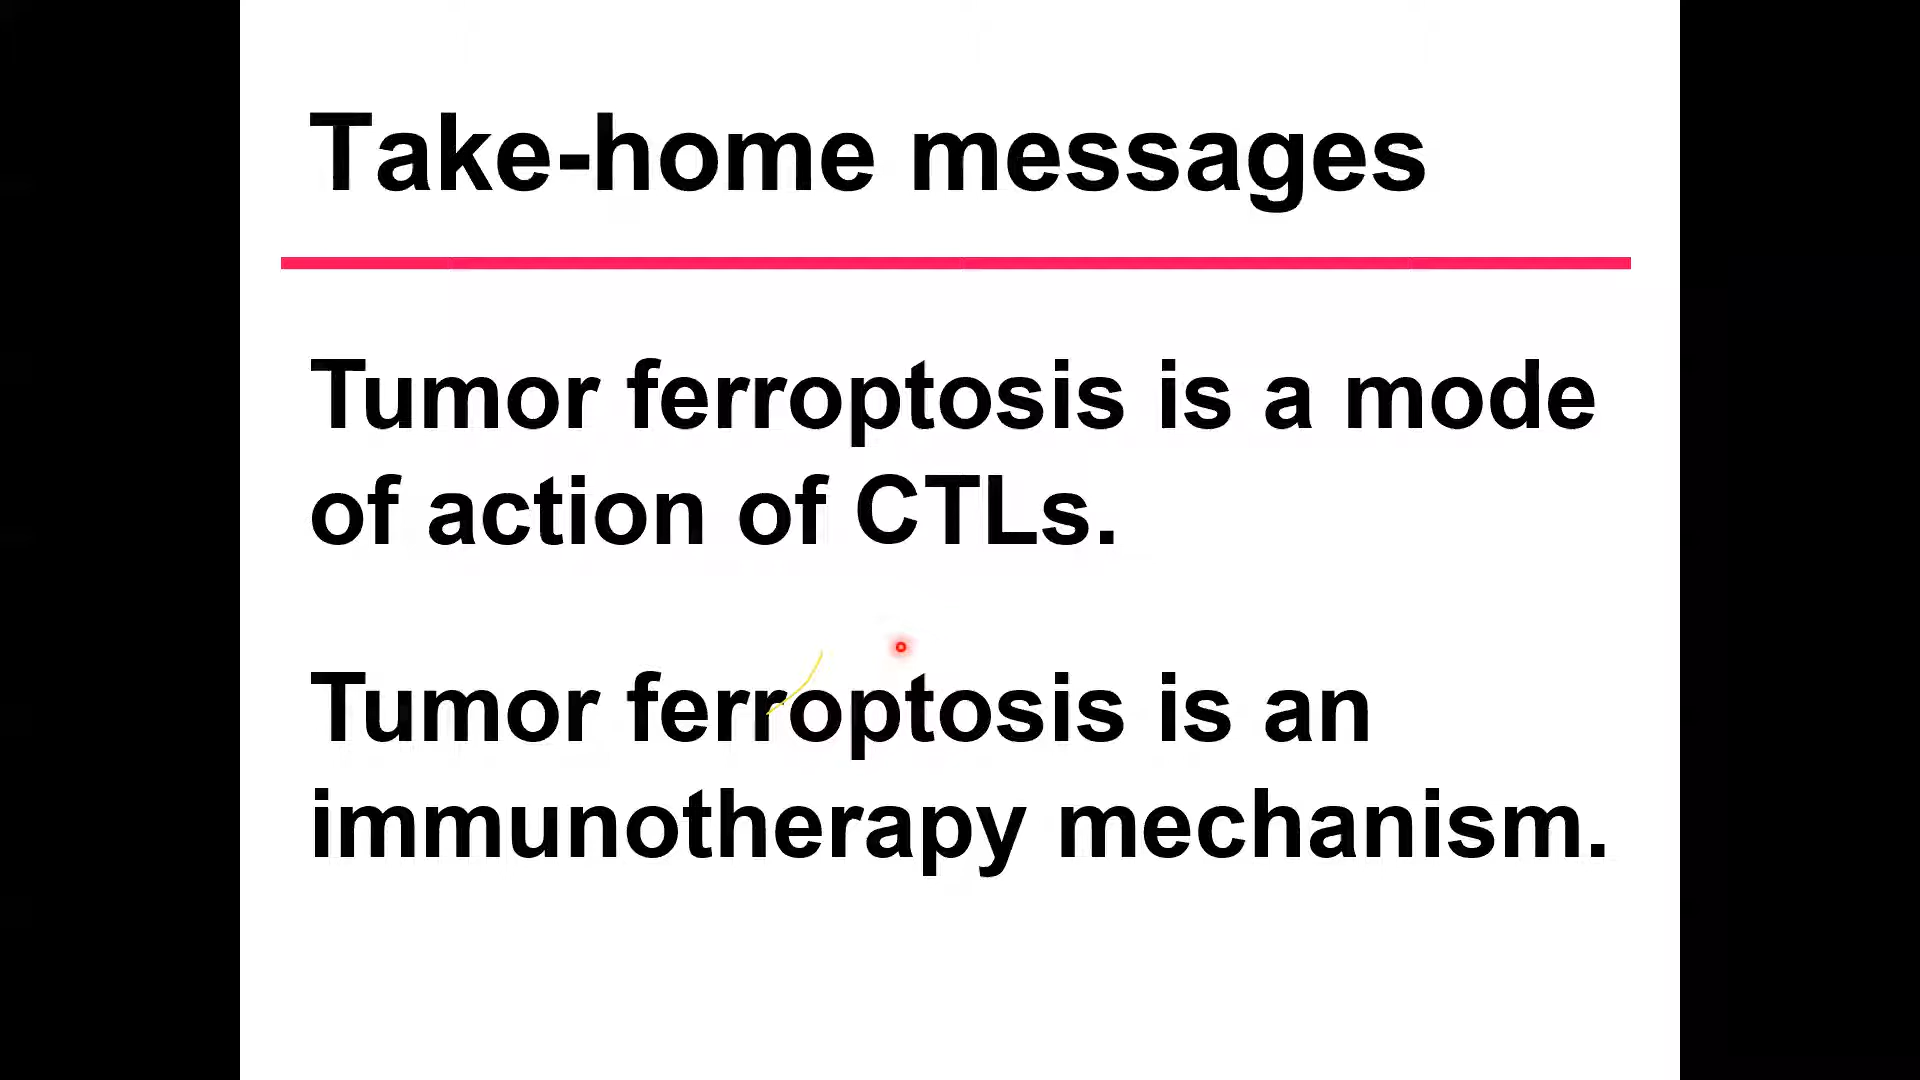 Take-home messages
Tumor ferroptosis is a mode
of action of CTLs.
Tumor ferroptosis is an
immunotherapy mechanism.